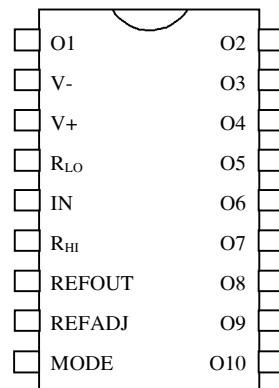 O1 O2
V- O3
V+ O4
RLO O5
IN O6
RHI O7
REFOUT O8
REFADJ O9
MODE O10